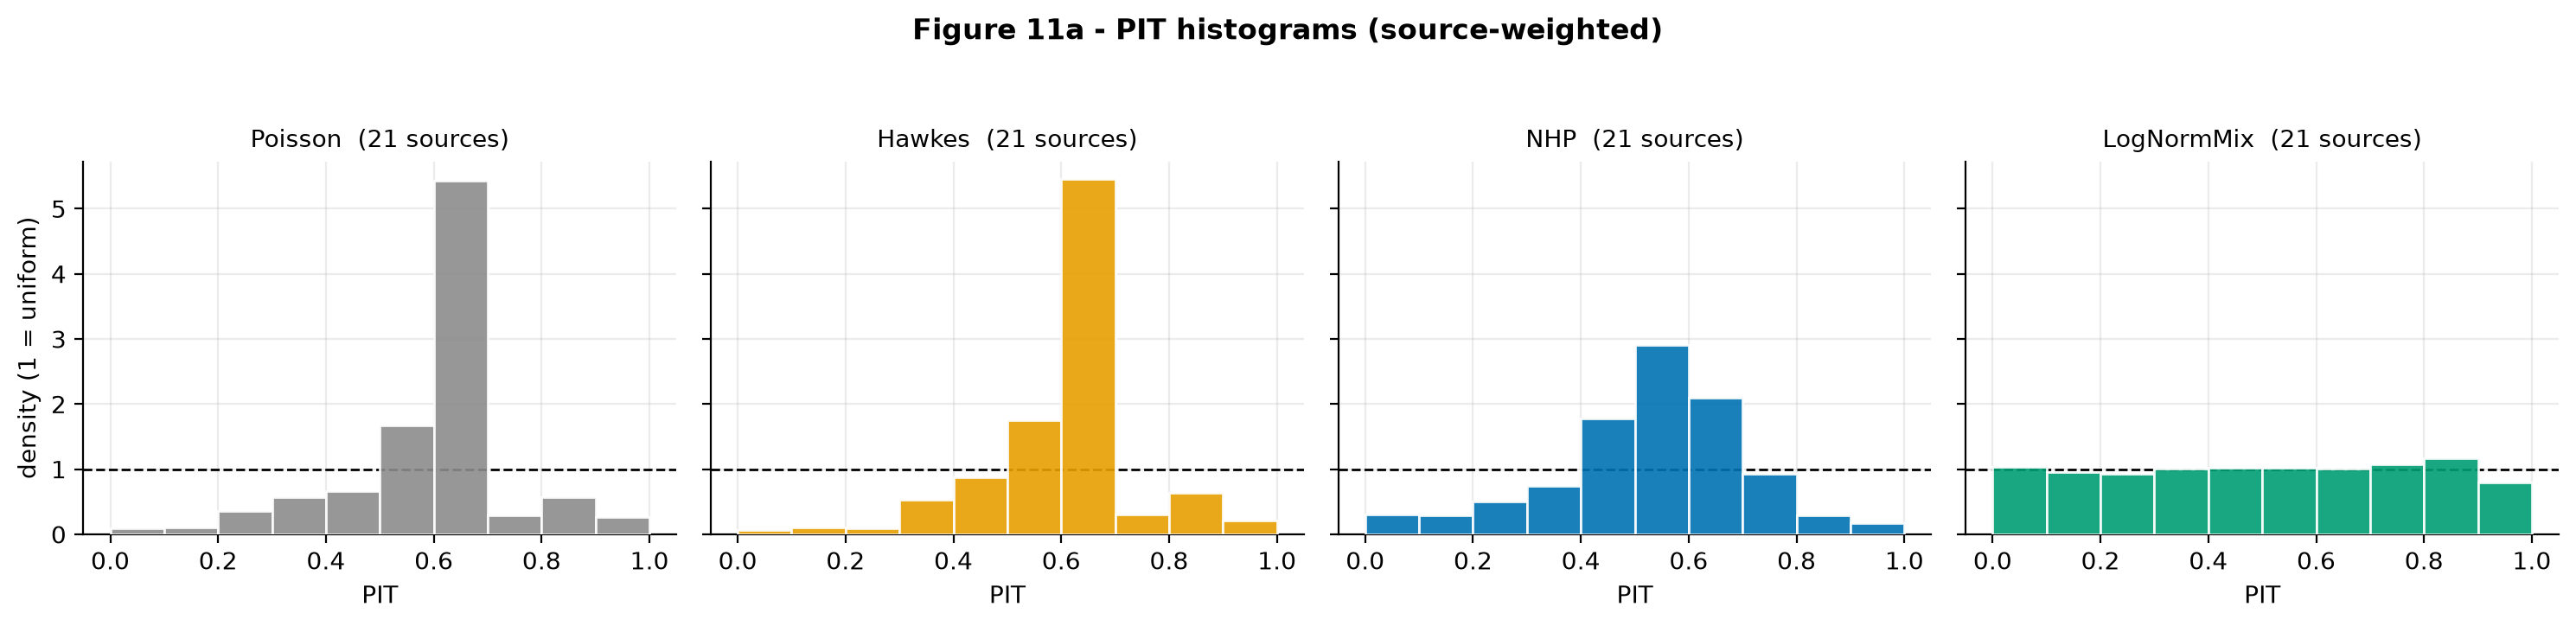 Figure 11a - PIT histograms (source-weighted)
Poisson (21 sources)
Hawkes (21 sources)
NHP (21 sources)
LogNormMix (21 sources)
density (1 = uniform)
5
4
3
2
1
0
0.0 0.2 0.4 0.6 0.8 1.0
0.0 0.2 0.4 0.6 0.8 1.0
0.0 0.2 0.4 0.6 0.8 1.0
0.0 0.2 0.4 0.6 0.8 1.0
PIT
PIT
PIT
PIT